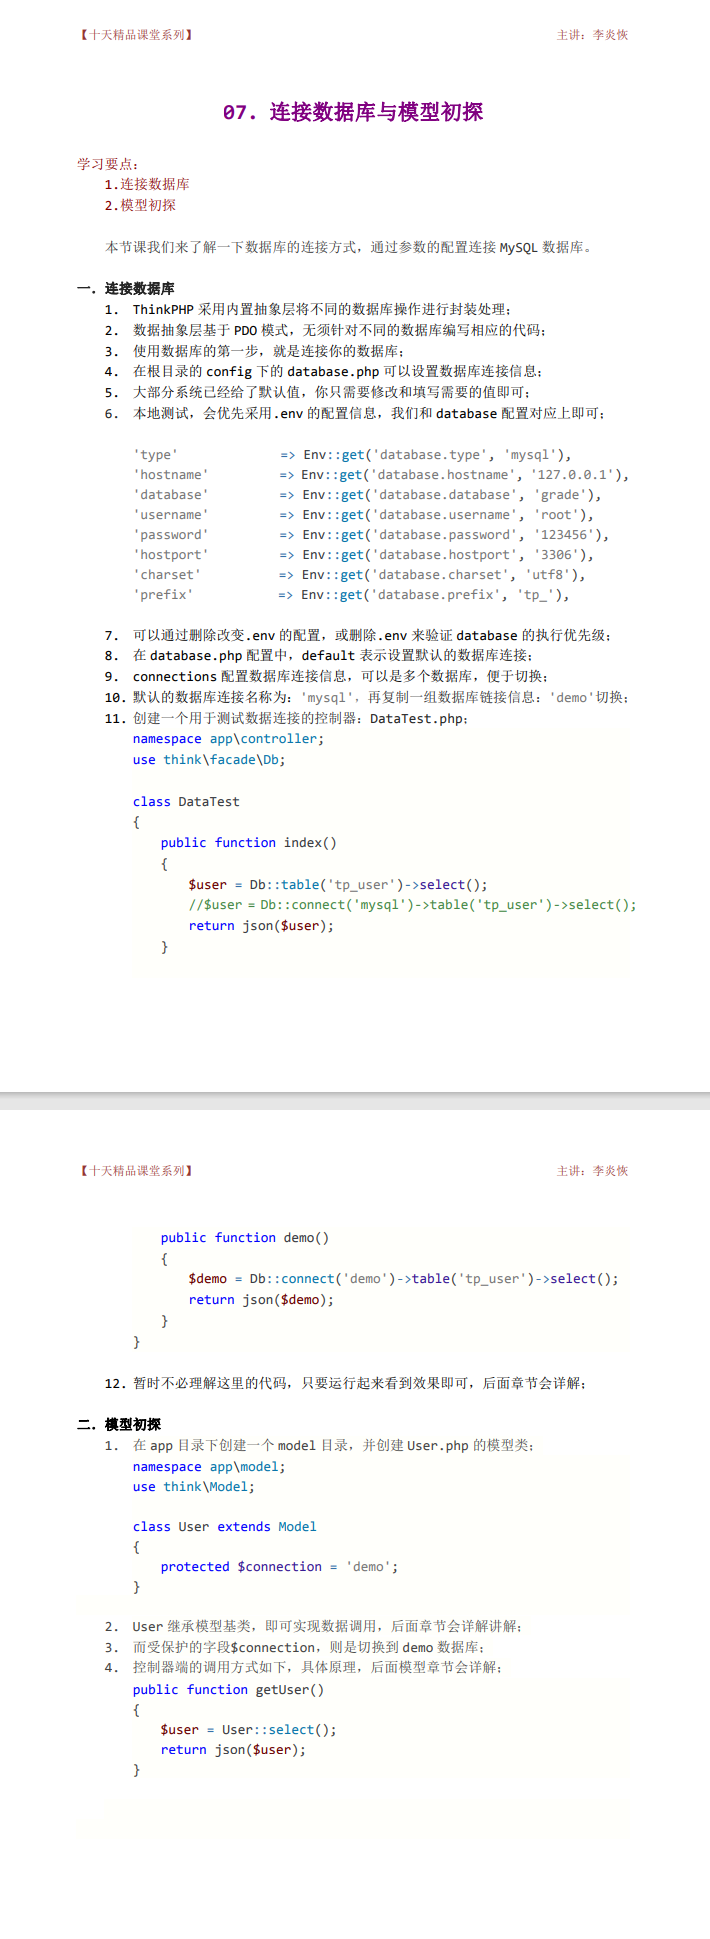 【十天精品课堂系列】 主讲：李炎恢
07. 连接数据库与模型初探
学习要点：
1.连接数据库
2.模型初探
本节课我们来了解一下数据库的连接方式，通过参数的配置连接 MySQL 数据库。
一．连接数据库
1. ThinkPHP 采用内置抽象层将不同的数据库操作进行封装处理；
2. 数据抽象层基于 PDO 模式，无须针对不同的数据库编写相应的代码；
3. 使用数据库的第一步，就是连接你的数据库；
4. 在根目录的 config 下的 database.php 可以设置数据库连接信息；
5. 大部分系统已经给了默认值，你只需要修改和填写需要的值即可；
6. 本地测试，会优先采用.env 的配置信息，我们和 database 配置对应上即可；
'type' => Env::get('database.type', 'mysql'),
'hostname' => Env::get('database.hostname', '127.0.0.1'),
'database' => Env::get('database.database', 'grade'),
'username' => Env::get('database.username', 'root'),
'password' => Env::get('database.password', '123456'),
'hostport' => Env::get('database.hostport', '3306'),
'charset' => Env::get('database.charset', 'utf8'),
'prefix' => Env::get('database.prefix', 'tp_'),
7. 可以通过删除改变.env 的配置，或删除.env 来验证 database 的执行优先级；
8. 在 database.php 配置中，default 表示设置默认的数据库连接；
9. connections 配置数据库连接信息，可以是多个数据库，便于切换；
10. 默认的数据库连接名称为：'mysql'，再复制一组数据库链接信息：'demo'切换；
11. 创建一个用于测试数据连接的控制器：DataTest.php；
namespace app\controller;
use think\facade\Db;
class DataTest
{
public function index()
{
$user = Db::table('tp_user')->select();
//$user = Db::connect('mysql')->table('tp_user')->select();
return json($user);
}
【十天精品课堂系列】 主讲：李炎恢
public function demo()
{
$demo = Db::connect('demo')->table('tp_user')->select();
return json($demo);
}
}
12. 暂时不必理解这里的代码，只要运行起来看到效果即可，后面章节会详解；
二．模型初探
1. 在 app 目录下创建一个 model 目录，并创建 User.php 的模型类；
namespace app\model;
use think\Model;
class User extends Model
{
protected $connection = 'demo';
}
2. User 继承模型基类，即可实现数据调用，后面章节会详解讲解；
3. 而受保护的字段$connection，则是切换到 demo 数据库；
4. 控制器端的调用方式如下，具体原理，后面模型章节会详解；
public function getUser()
{
$user = User::select();
return json($user);
}